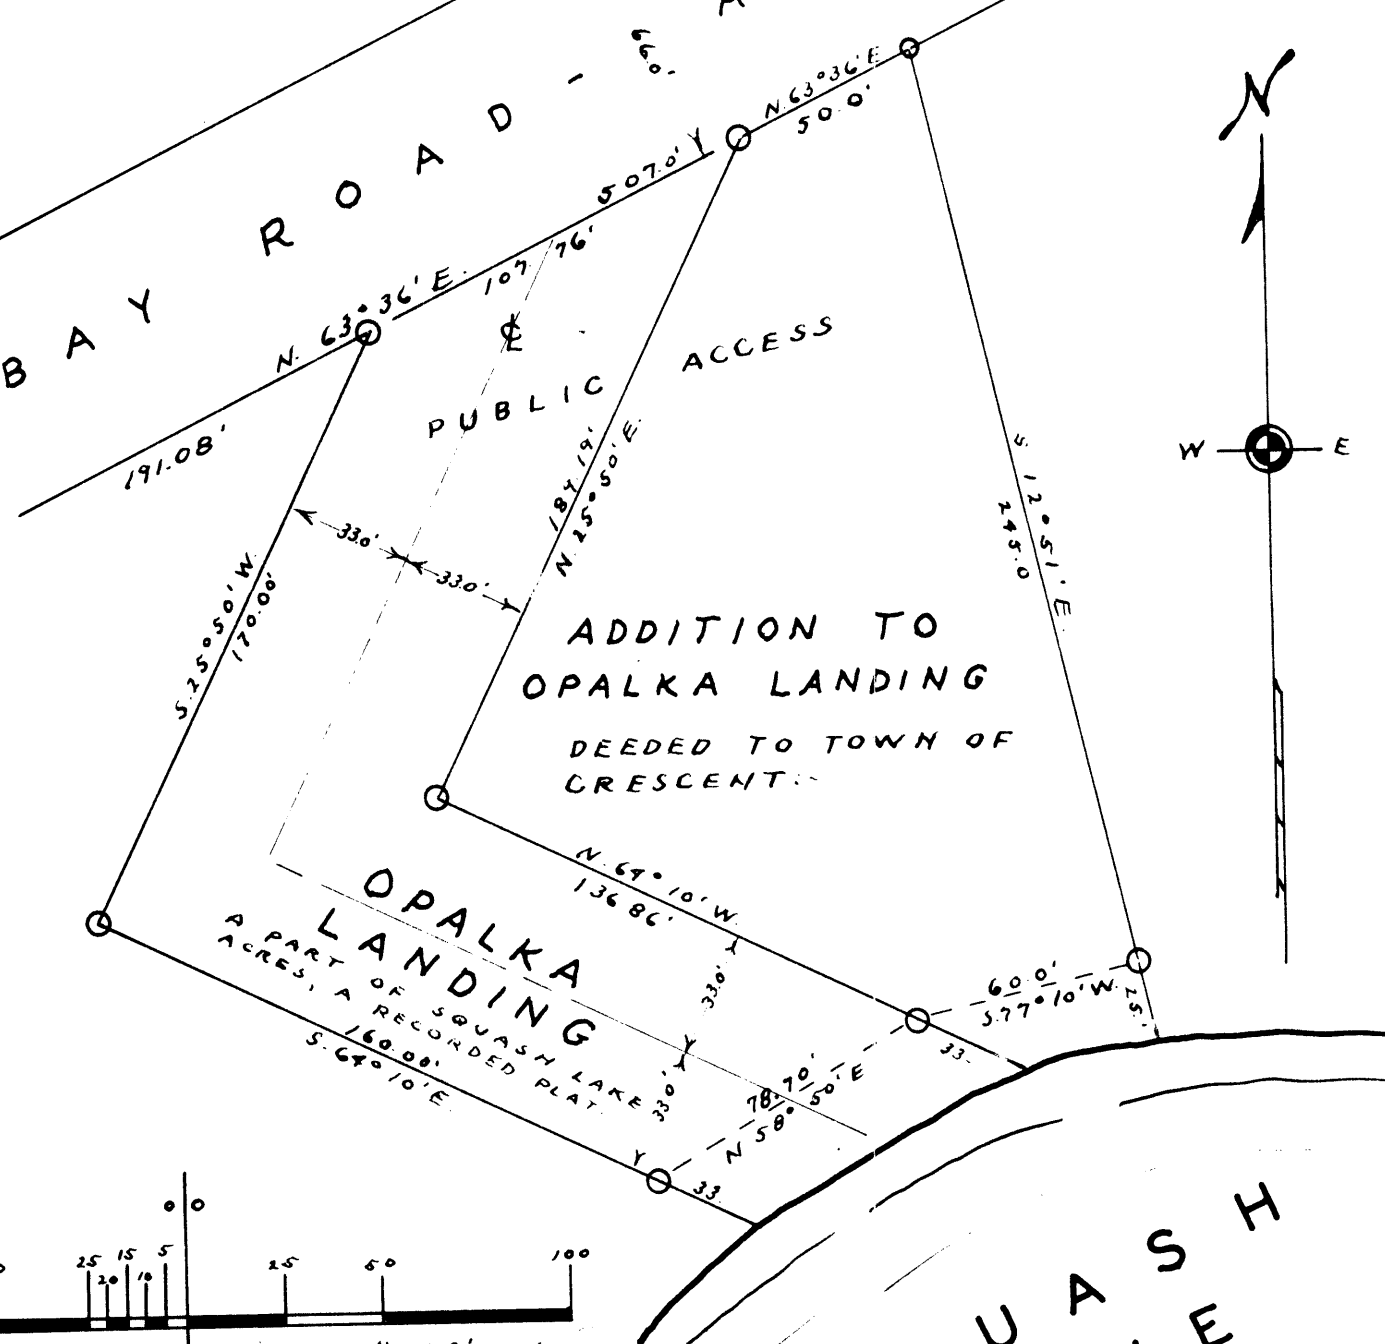 BAY ROAD - A
66.0'
N. 63°36' E.
507.0'
N. 63°36' E
50.0'
107.76'
191.08'
℄
PUBLIC ACCESS
33.0'
33.0'
S. 25°50' W.
170.00'
N. 25°50' E.
S. 12°51' E.
245.0
N
W E
ADDITION TO
OPALKA LANDING
DEEDED TO TOWN OF
CRESCENT:-
N. 64°10' W.
136.86'
OPALKA
LANDING
A PART OF SQUASH LAKE
ACRES, A RECORDED PLAT.
160.00'
S. 64°10' E.
33.0'
33.0'
60.0'
S. 77°10' W.
25.'
33.
78.70'
N 58° 50' E
33.
0 0
25 20 15 10 5 25 50 100
UASH
E